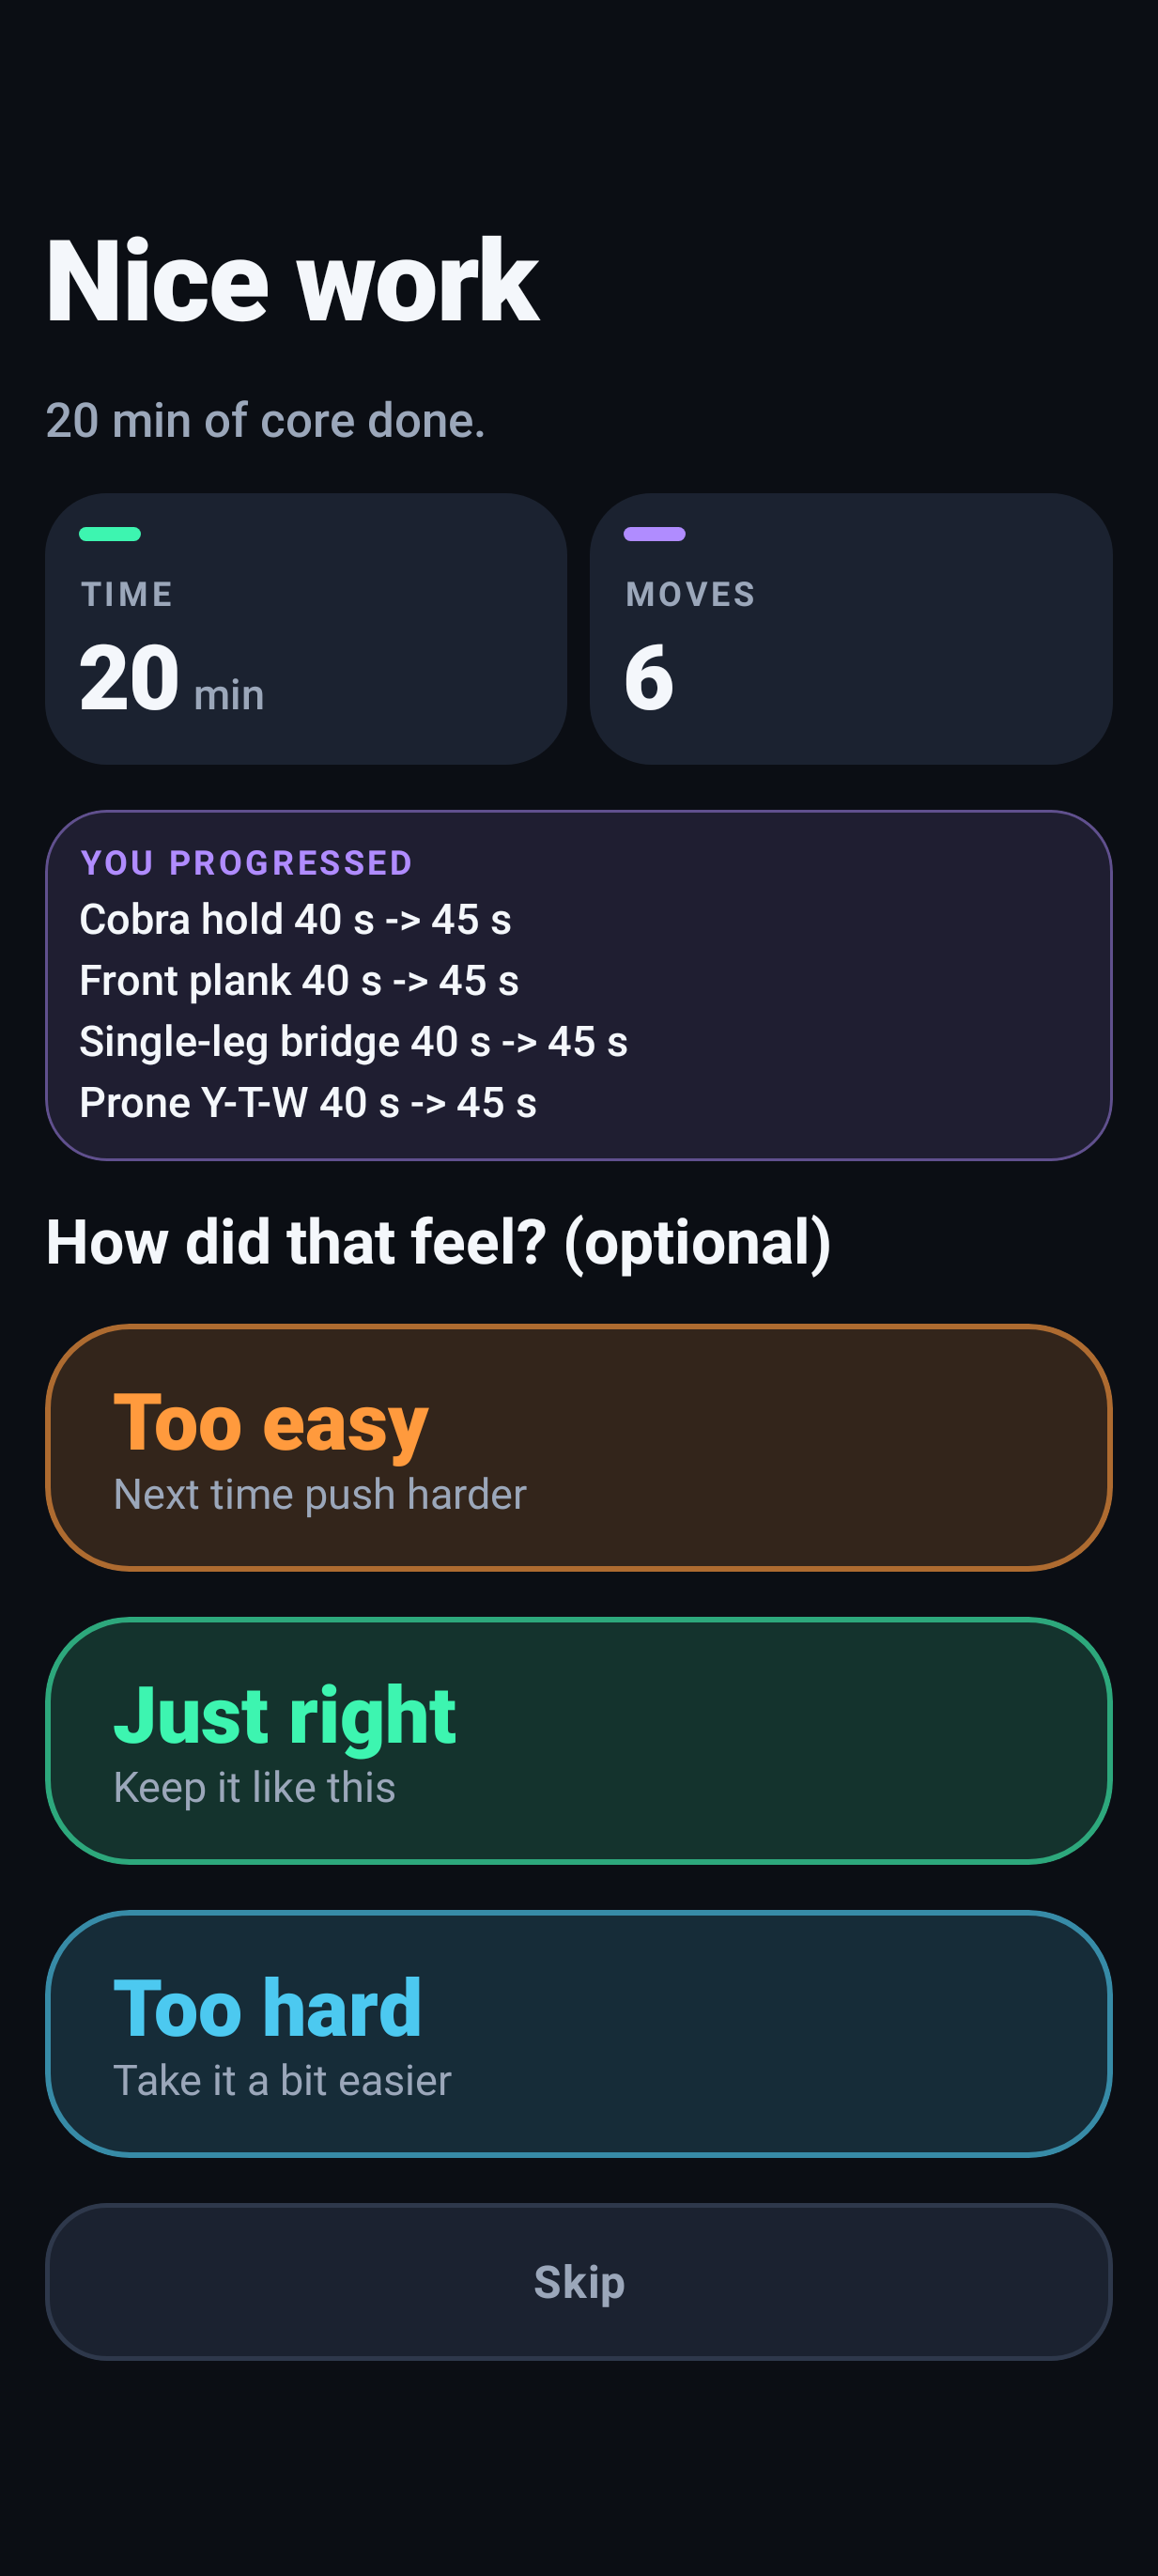 Nice work
20 min of core done.
TIME
20 min
MOVES
6
YOU PROGRESSED
Cobra hold 40 s -> 45 s
Front plank 40 s -> 45 s
Single-leg bridge 40 s -> 45 s
Prone Y-T-W 40 s -> 45 s
How did that feel? (optional)
Too easy
Next time push harder
Just right
Keep it like this
Too hard
Take it a bit easier
Skip